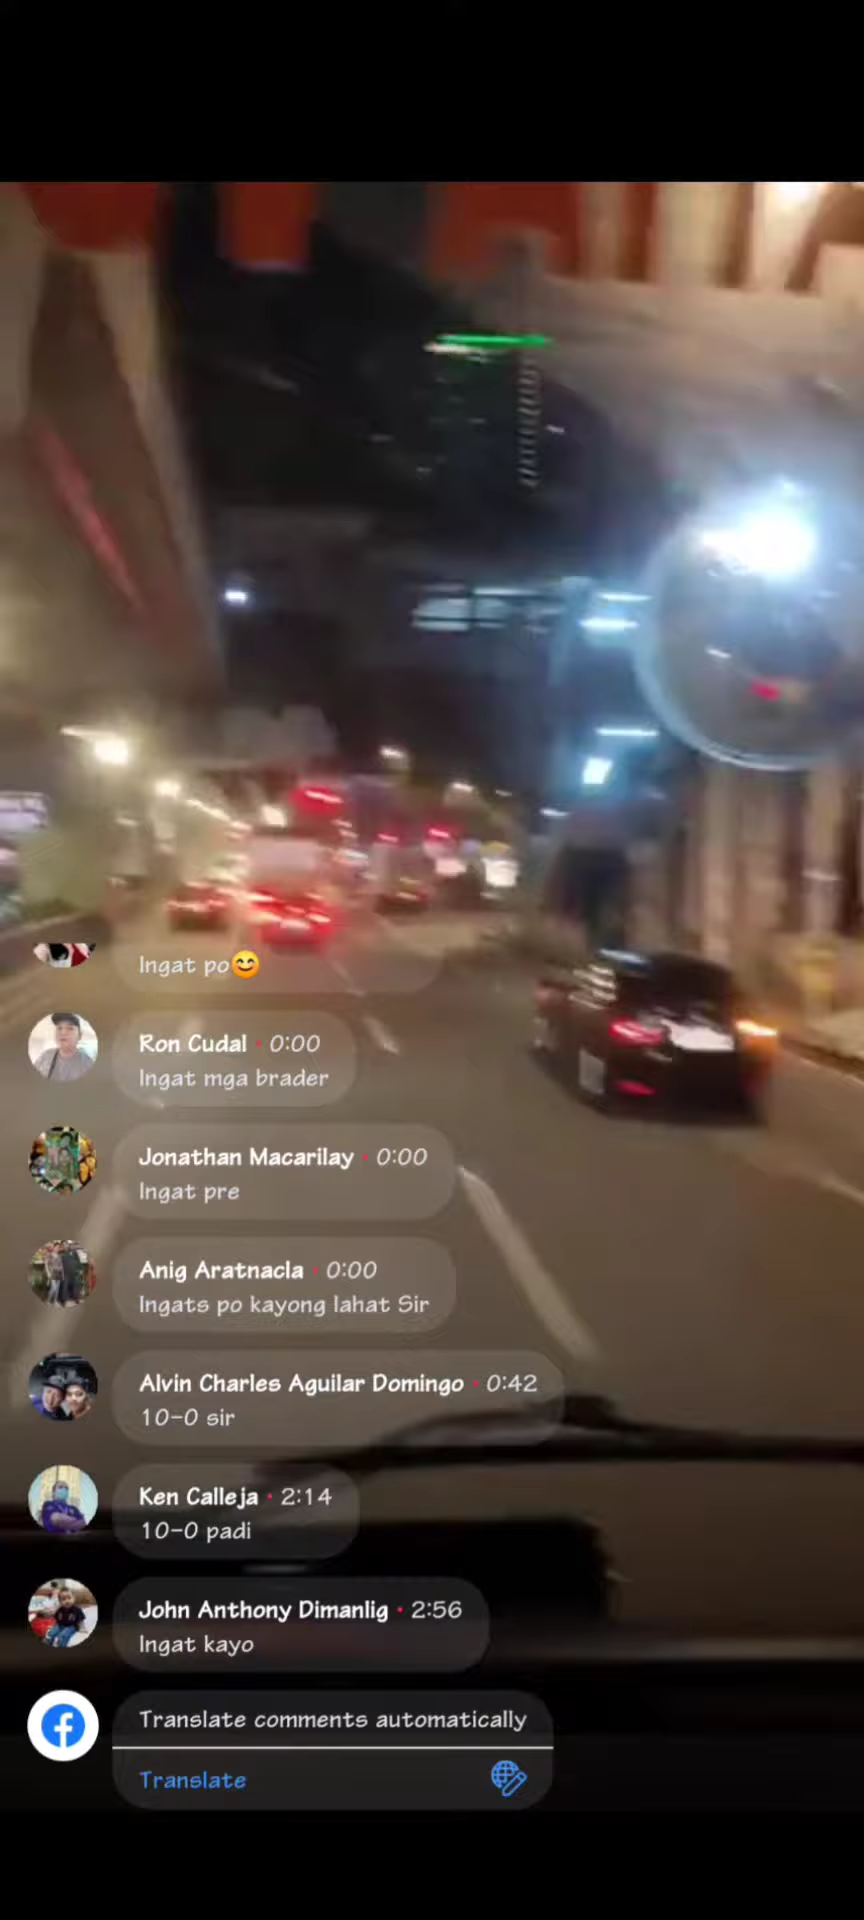 Ingat po😊
Ron Cudal • 0:00
Ingat mga brader
Jonathan Macarilay • 0:00
Ingat pre
Anig Aratnacla • 0:00
Ingats po kayong lahat Sir
Alvin Charles Aguilar Domingo • 0:42
10-0 sir
Ken Calleja • 2:14
10-0 padi
John Anthony Dimanlig • 2:56
Ingat kayo
Translate comments automatically
Translate